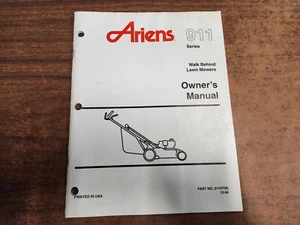 Ariens 911
Series
Walk Behind
Lawn Mowers
Owner's
Manual
PRINTED IN USA
PART NO.